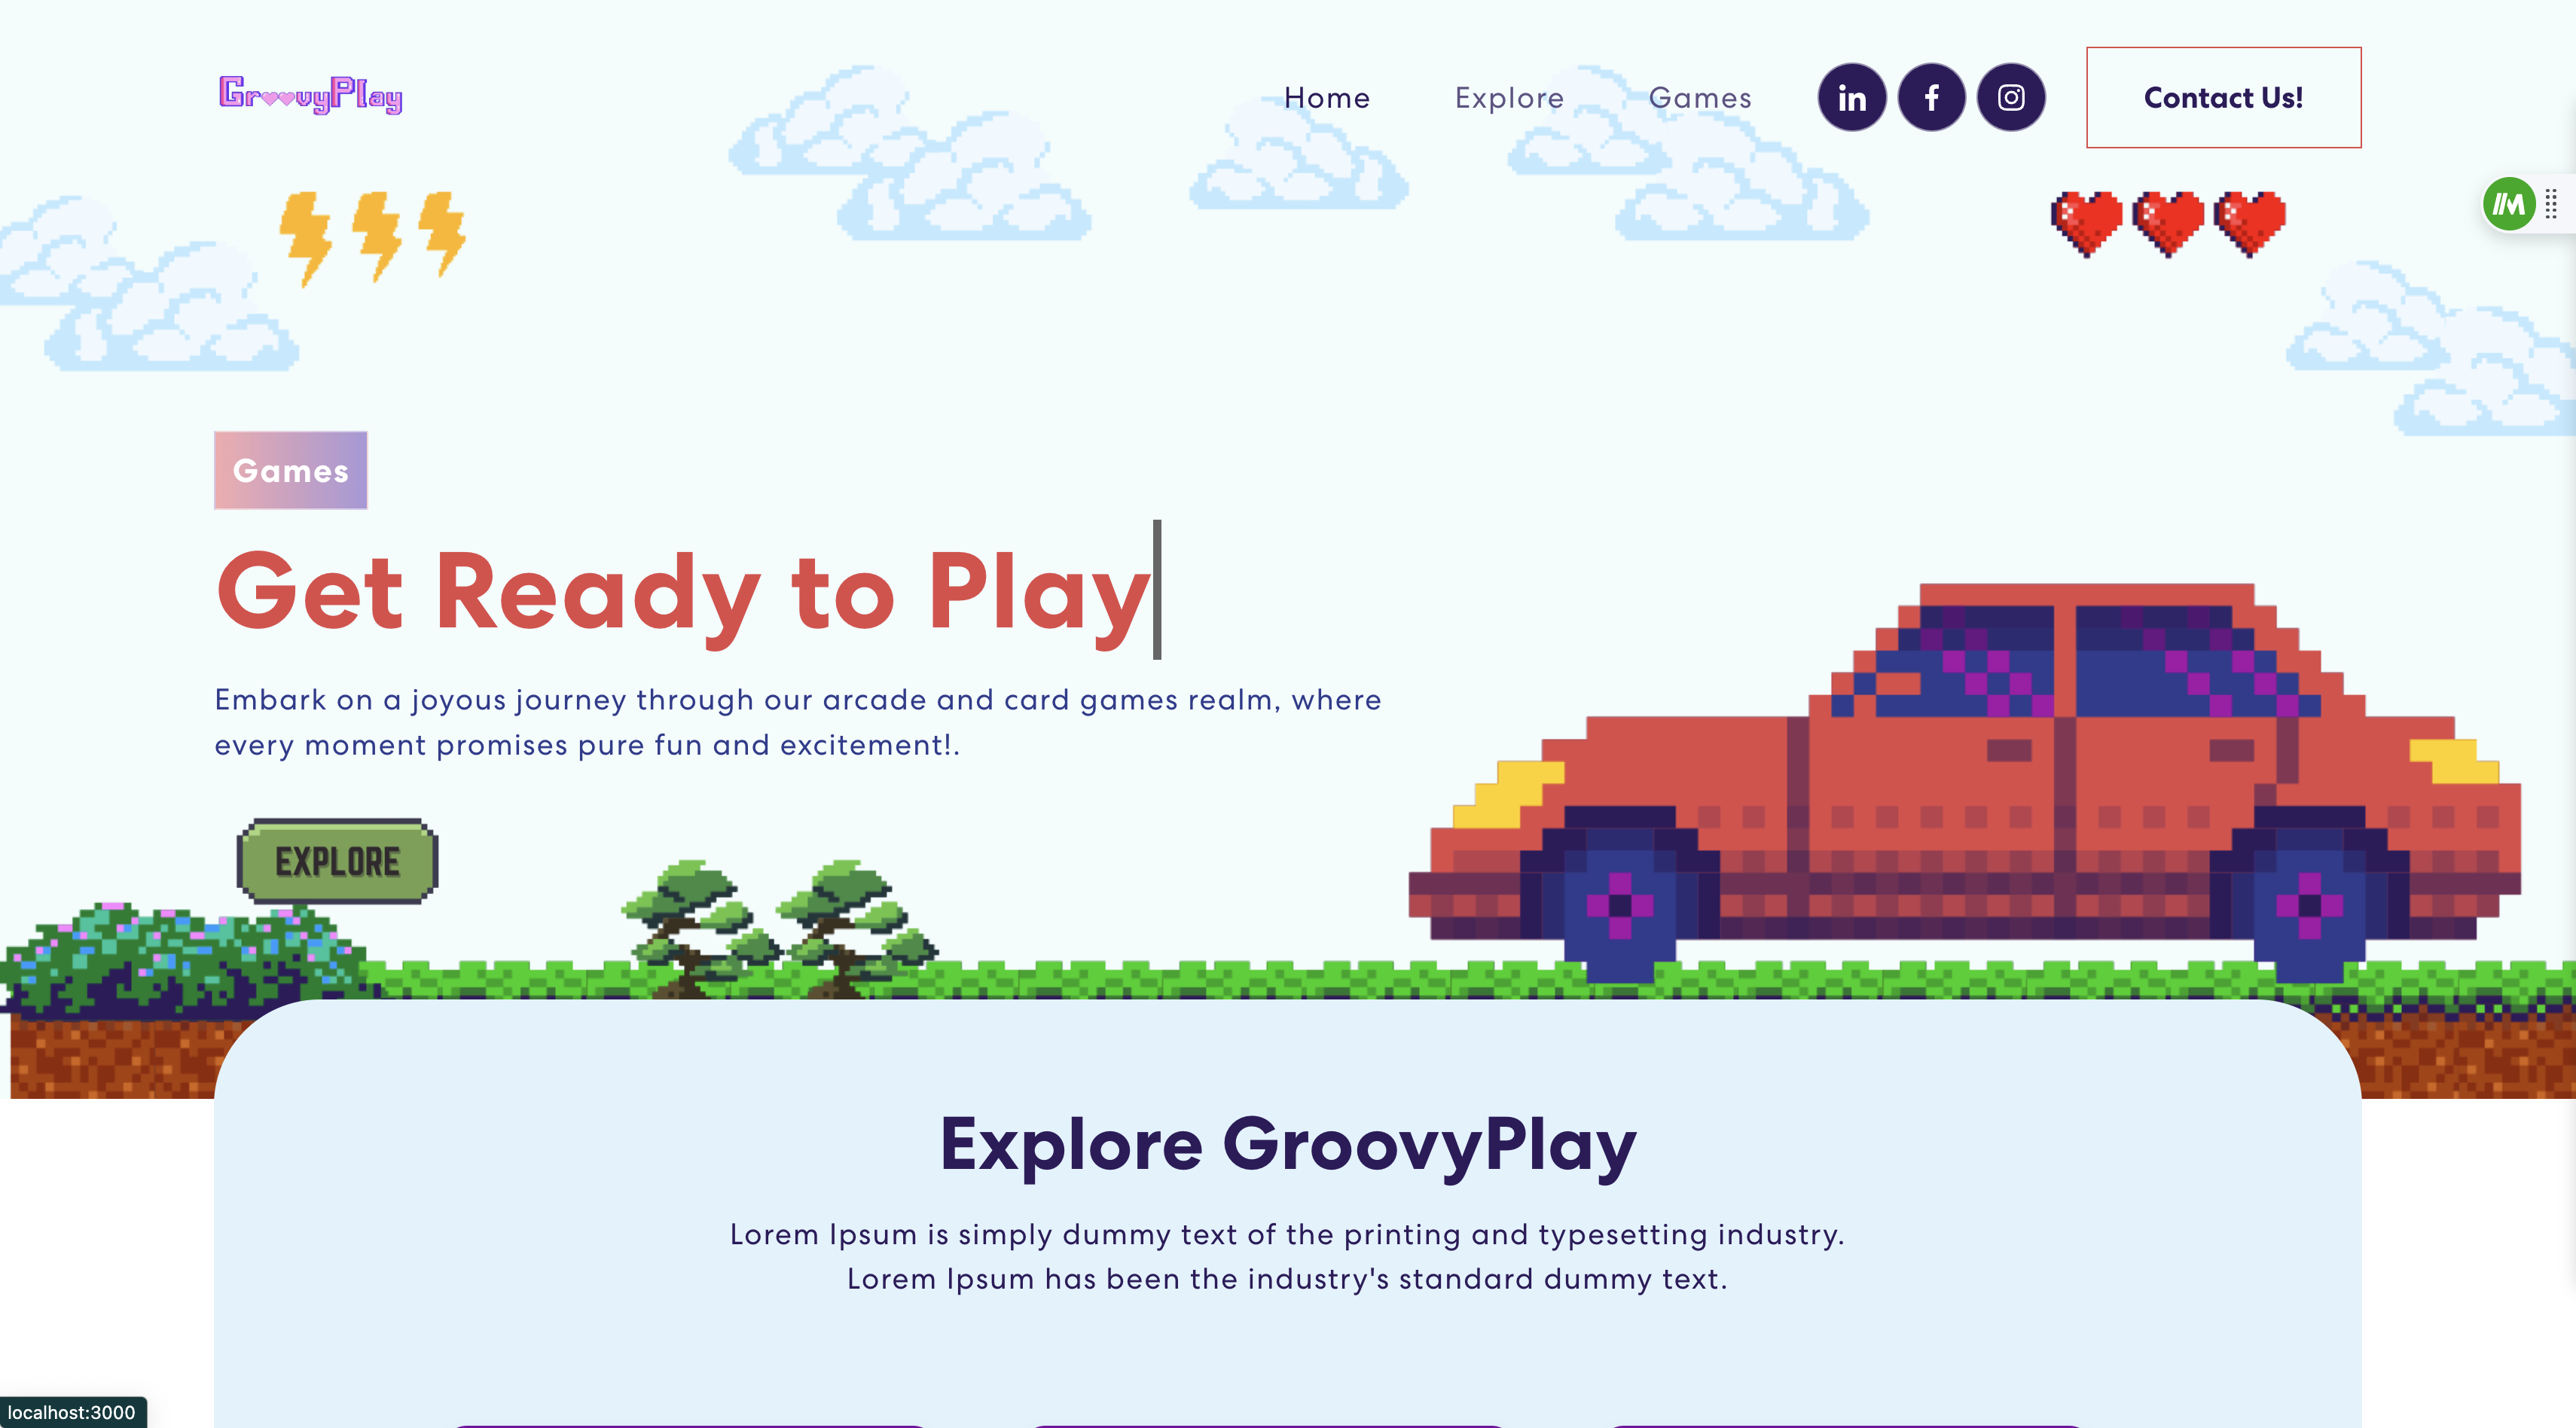 GroovyPlay
Home
Explore
Games
in
f
Contact Us!
M
Games
Get Ready to Play
Embark on a joyous journey through our arcade and card games realm, where
every moment promises pure fun and excitement!.
EXPLORE
Explore GroovyPlay
Lorem Ipsum is simply dummy text of the printing and typesetting industry.
Lorem Ipsum has been the industry's standard dummy text.
localhost:3000